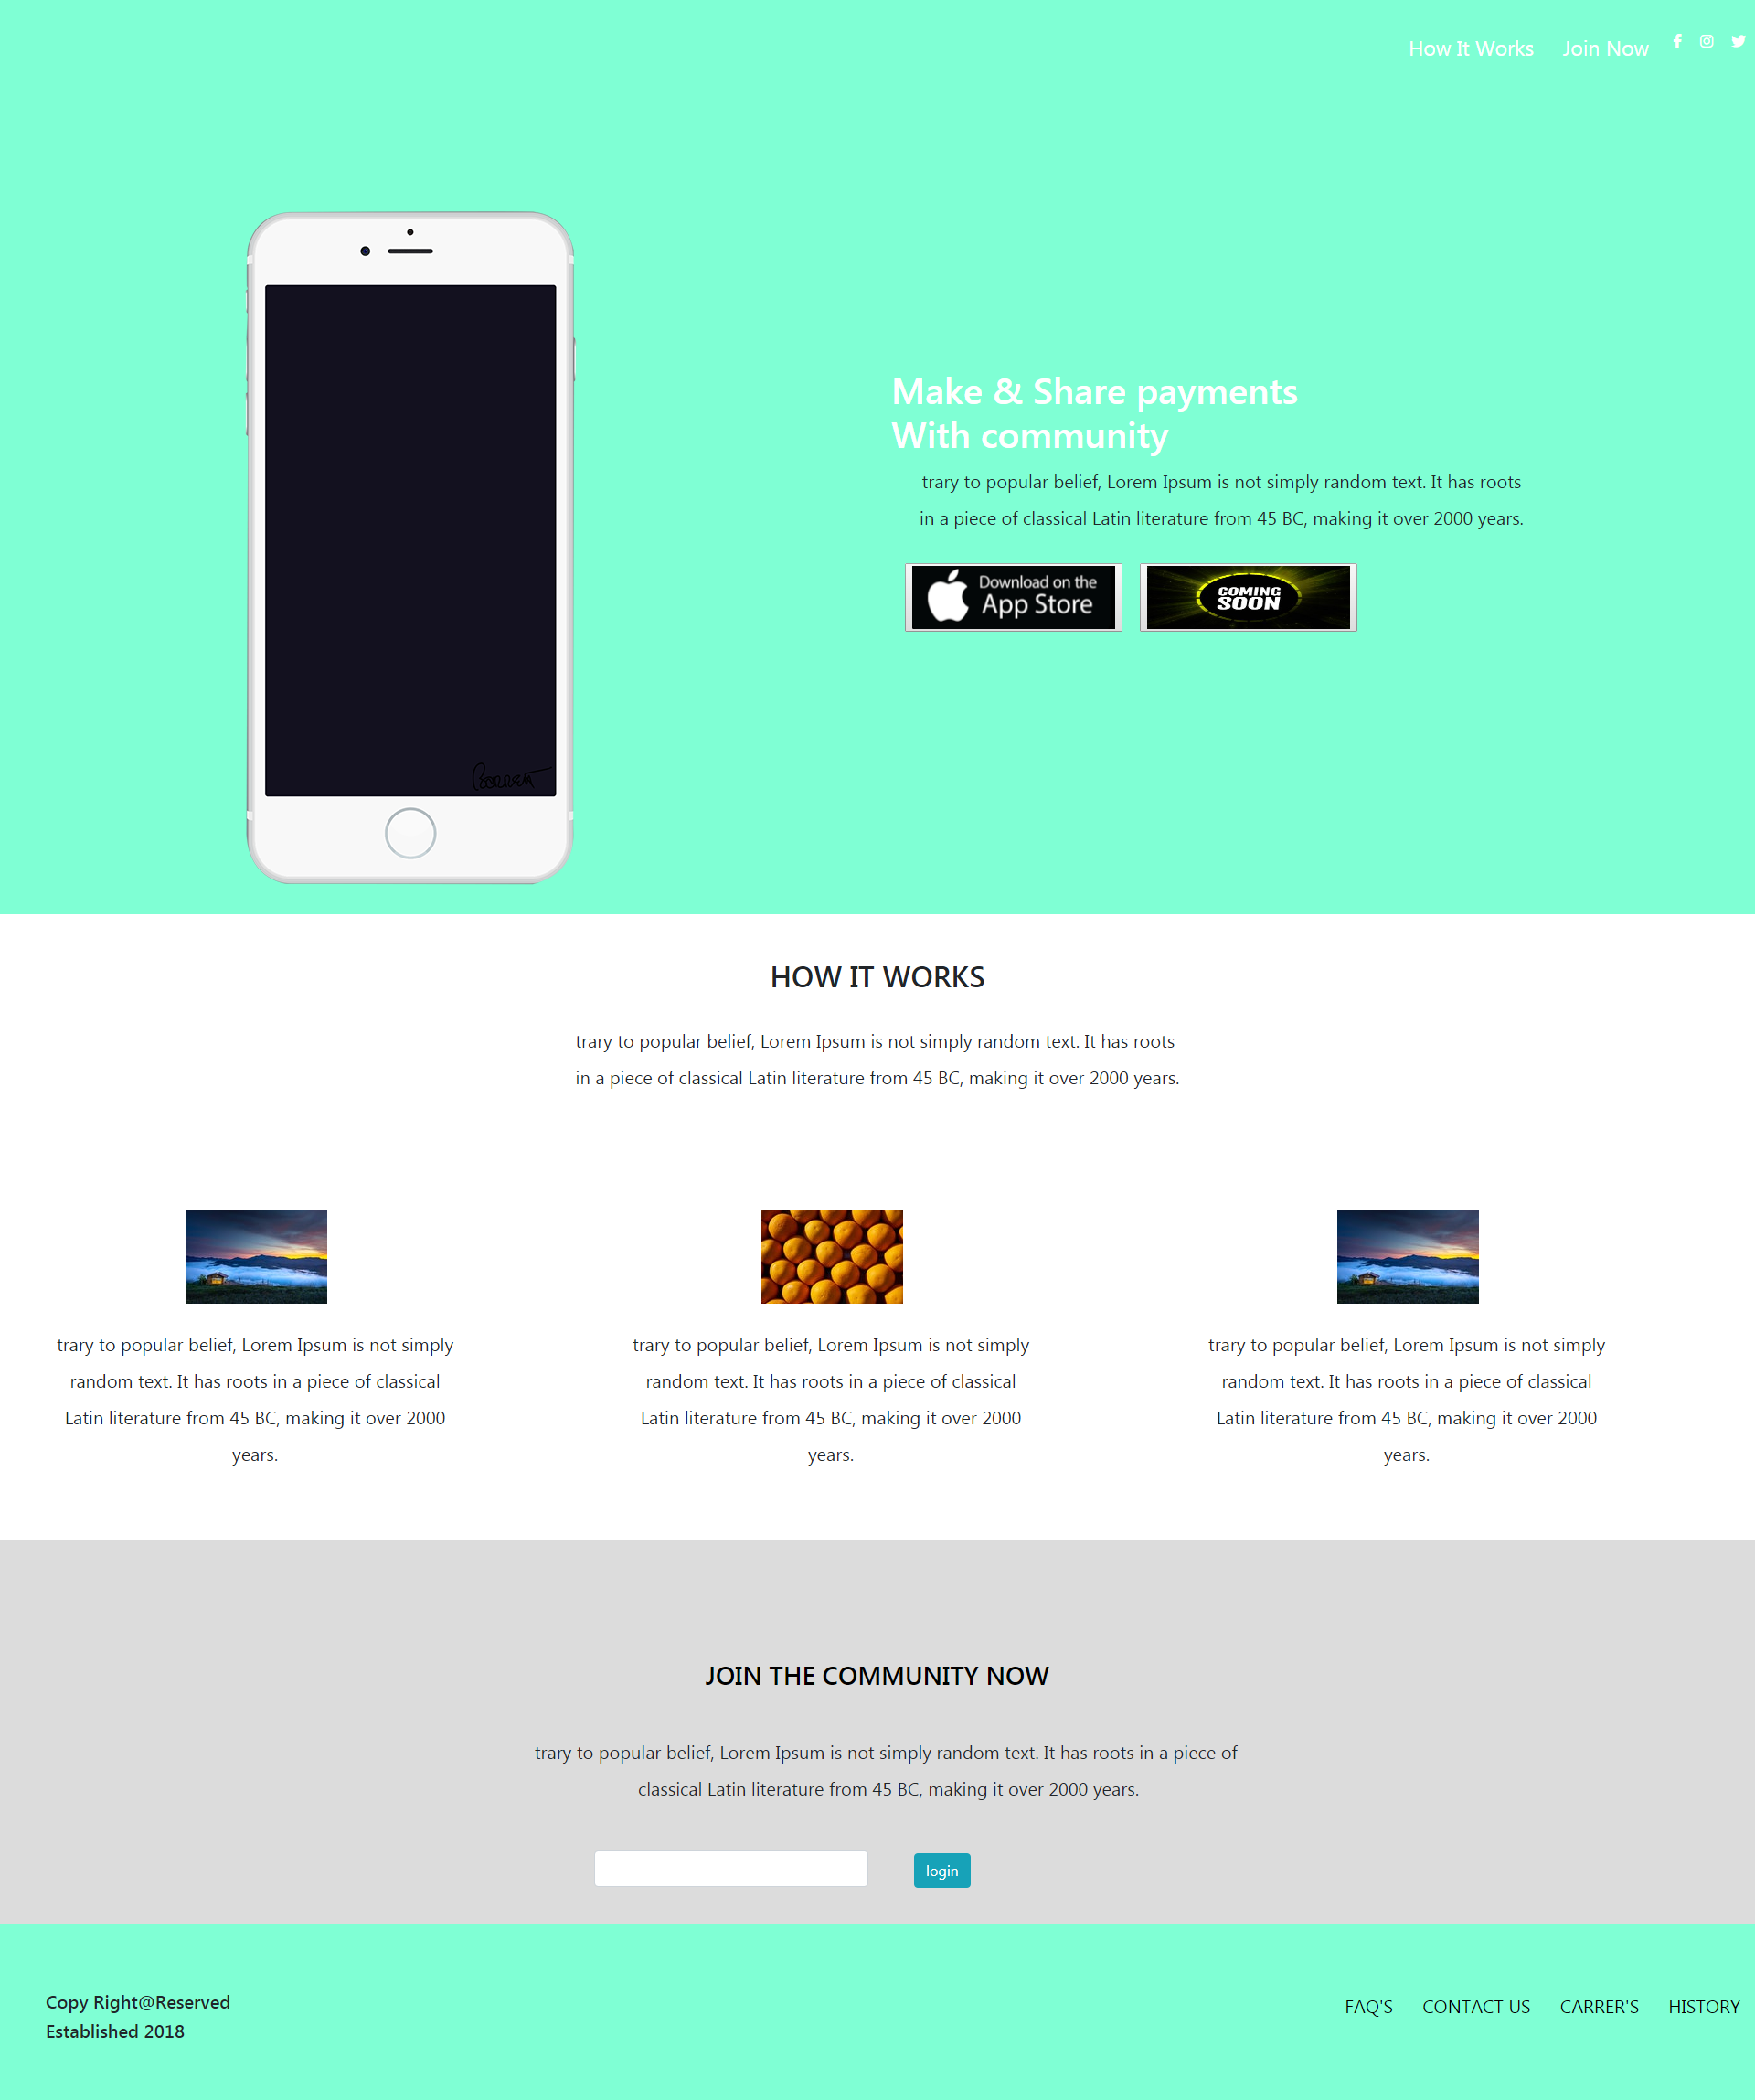 How It Works Join Now
Make & Share payments
With community
trary to popular belief, Lorem Ipsum is not simply random text. It has roots
in a piece of classical Latin literature from 45 BC, making it over 2000 years.
Download on the
App Store
COMING
SOON
HOW IT WORKS
trary to popular belief, Lorem Ipsum is not simply random text. It has roots
in a piece of classical Latin literature from 45 BC, making it over 2000 years.
trary to popular belief, Lorem Ipsum is not simply
random text. It has roots in a piece of classical
Latin literature from 45 BC, making it over 2000
years.
trary to popular belief, Lorem Ipsum is not simply
random text. It has roots in a piece of classical
Latin literature from 45 BC, making it over 2000
years.
trary to popular belief, Lorem Ipsum is not simply
random text. It has roots in a piece of classical
Latin literature from 45 BC, making it over 2000
years.
JOIN THE COMMUNITY NOW
trary to popular belief, Lorem Ipsum is not simply random text. It has roots in a piece of
classical Latin literature from 45 BC, making it over 2000 years.
login
Copy Right@Reserved
Established 2018
FAQ'S CONTACT US CARRER'S HISTORY